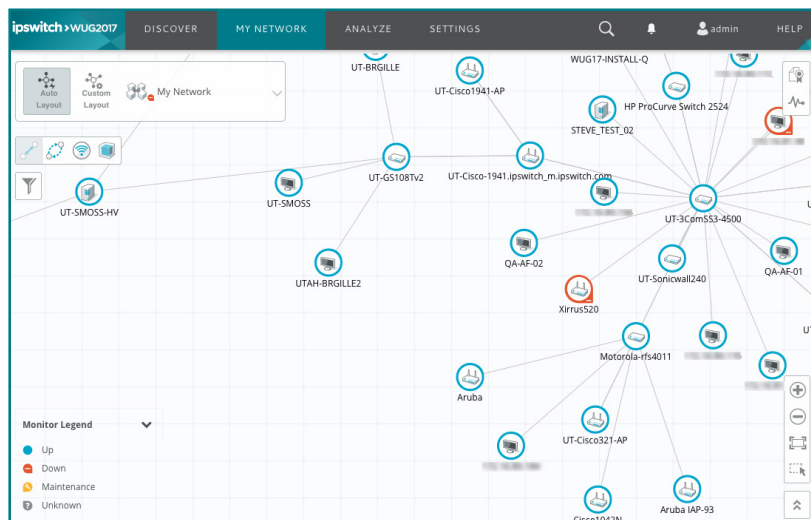 ipswitch > WUG2017
DISCOVER
MY NETWORK
ANALYZE
SETTINGS
admin
HELP
Auto
Layout
Custom
Layout
My Network
UT-BRGILLE
UT-Cisco1941-AP
WUG17-INSTALL-Q
HP ProCurve Switch 2524
STEVE_TEST_02
UT-GS108Tv2
UT-Cisco-1941.ipswitch_m.ipswitch.com
UT-SMOSS-HV
UT-SMOSS
UT-3ComSS3-4500
UTAH-BRGILLE2
QA-AF-02
UT-Sonicwall240
QA-AF-01
Xirrus520
Motorola-rfs4011
Aruba
UT-Cisco321-AP
Cisco1042N
Aruba IAP-93
Monitor Legend
Up
Down
Maintenance
Unknown